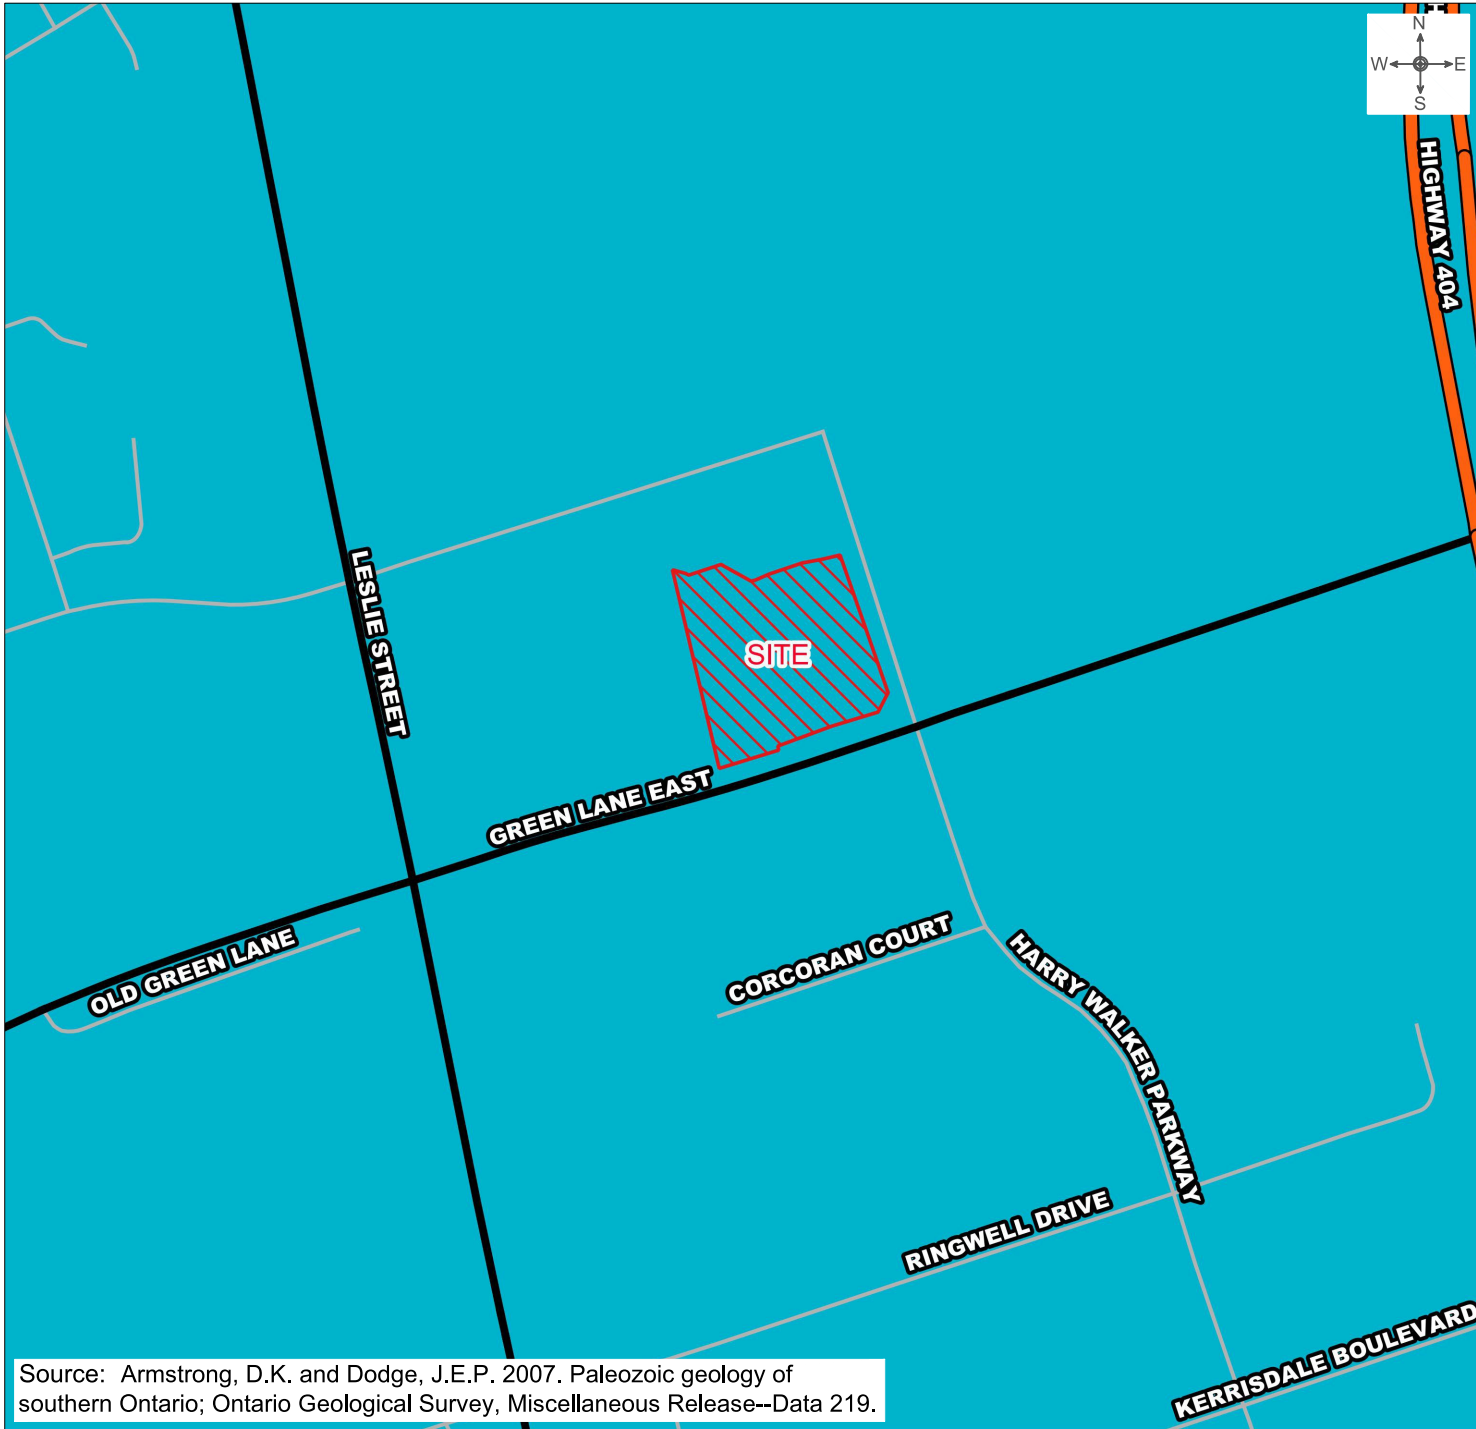 N
W E
S
HIGHWAY 404
LESLIE STREET
SITE
GREEN LANE EAST
OLD GREEN LANE
CORCORAN COURT
HARRY WALKER PARKWAY
RINGWELL DRIVE
KERRISDALE BOULEVARD
Source: Armstrong, D.K. and Dodge, J.E.P. 2007. Paleozoic geology of
southern Ontario; Ontario Geological Survey, Miscellaneous Release--Data 219.